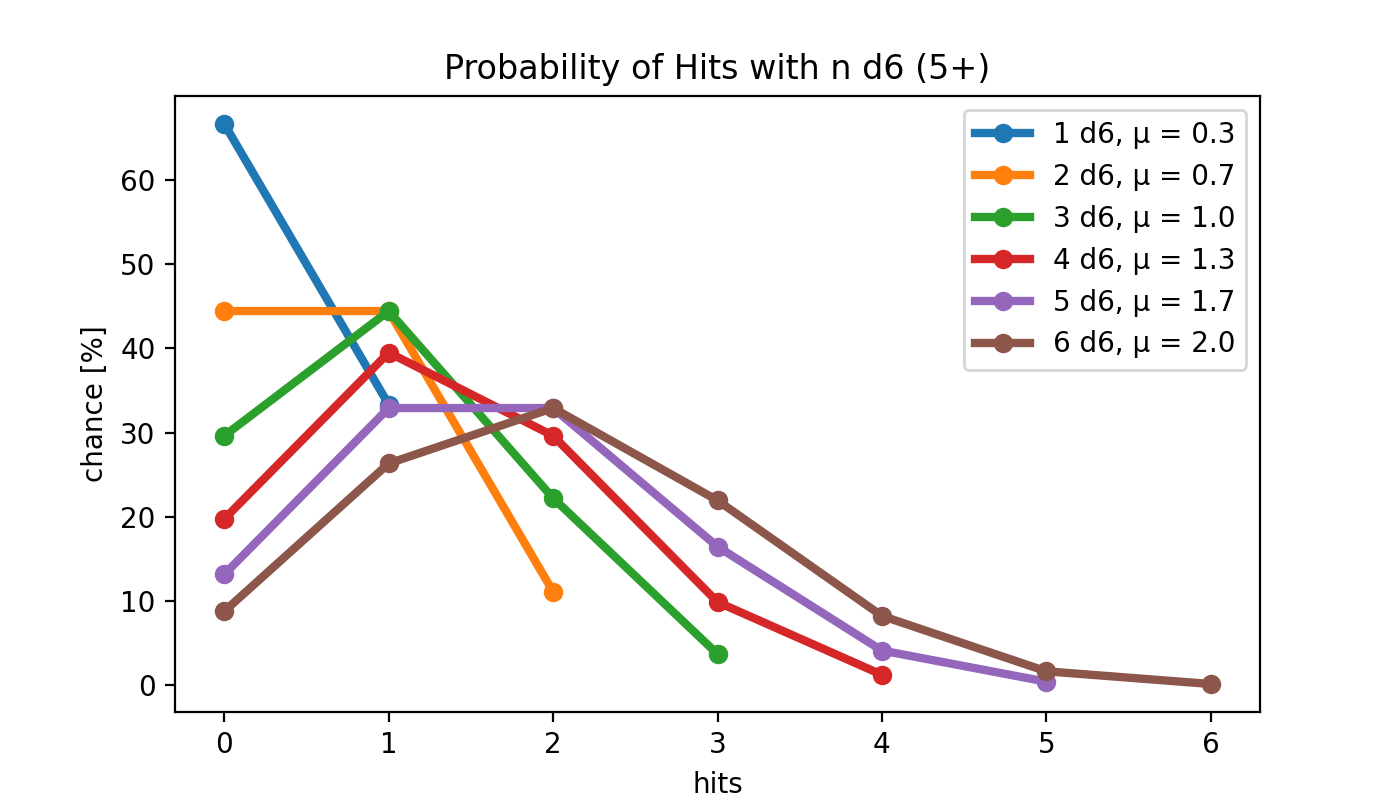 Probability of Hits with n d6 (5+)
1 d6, μ = 0.3
2 d6, μ = 0.7
3 d6, μ = 1.0
4 d6, μ = 1.3
5 d6, μ = 1.7
6 d6, μ = 2.0
chance [%]
60
50
40
30
20
10
0
0 1 2 3 4 5 6
hits